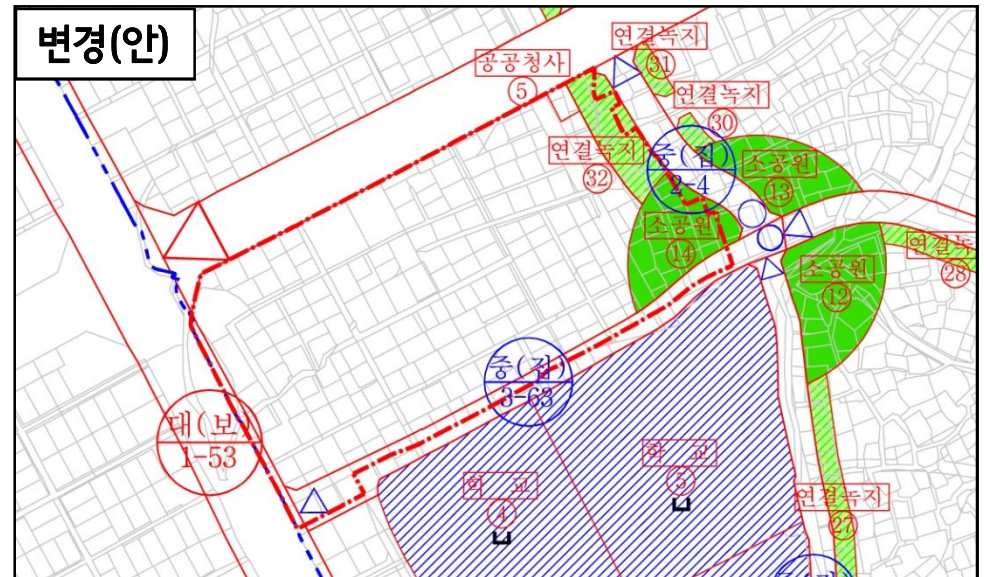 변경(안)
연결녹지
31
공공청사
5
연결녹지
30
연결녹지
32
중(집)
2-4
소공원
13
소공원
14
소공원
12
연결녹
28
중(집)
3-63
대(보)
1-53
학 교
5
학 교
4
연결녹지
27